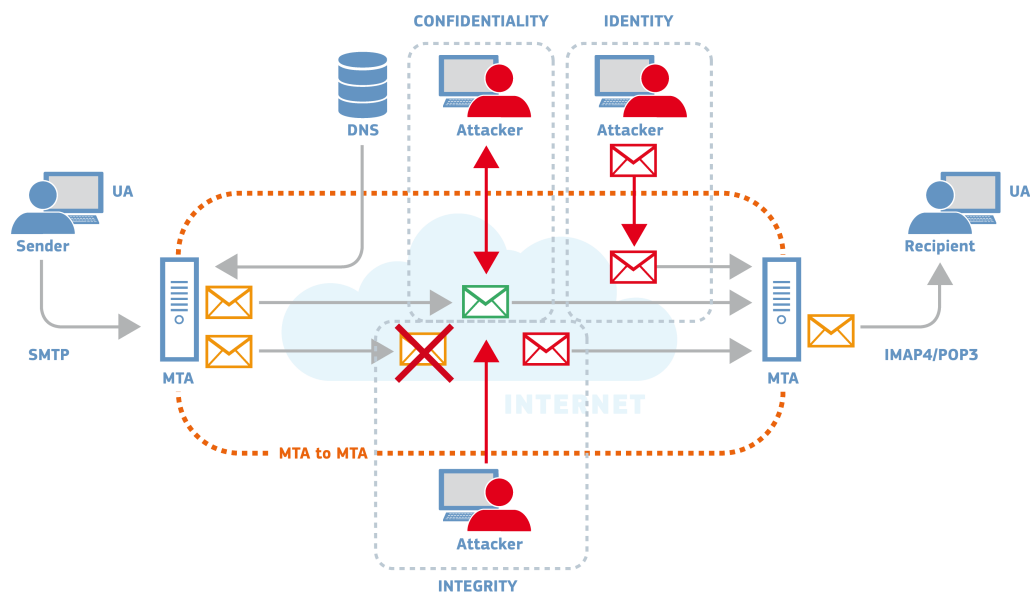 CONFIDENTIALITY
IDENTITY
DNS
Attacker
Attacker
UA
Sender
UA
Recipient
SMTP
MTA
MTA
IMAP4/POP3
INTERNET
MTA to MTA
Attacker
INTEGRITY